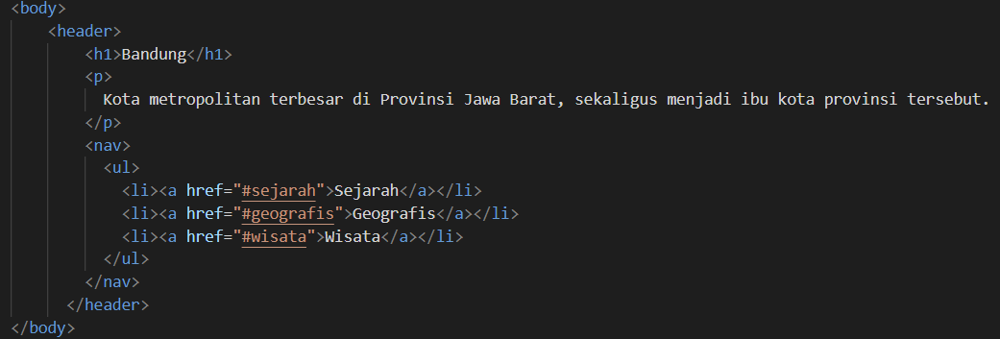 <body>
<header>
<h1>Bandung</h1>
<p>
Kota metropolitan terbesar di Provinsi Jawa Barat, sekaligus menjadi ibu kota provinsi tersebut.
</p>
<nav>
<ul>
<li><a href="#sejarah">Sejarah</a></li>
<li><a href="#geografis">Geografis</a></li>
<li><a href="#wisata">Wisata</a></li>
</ul>
</nav>
</header>
</body>